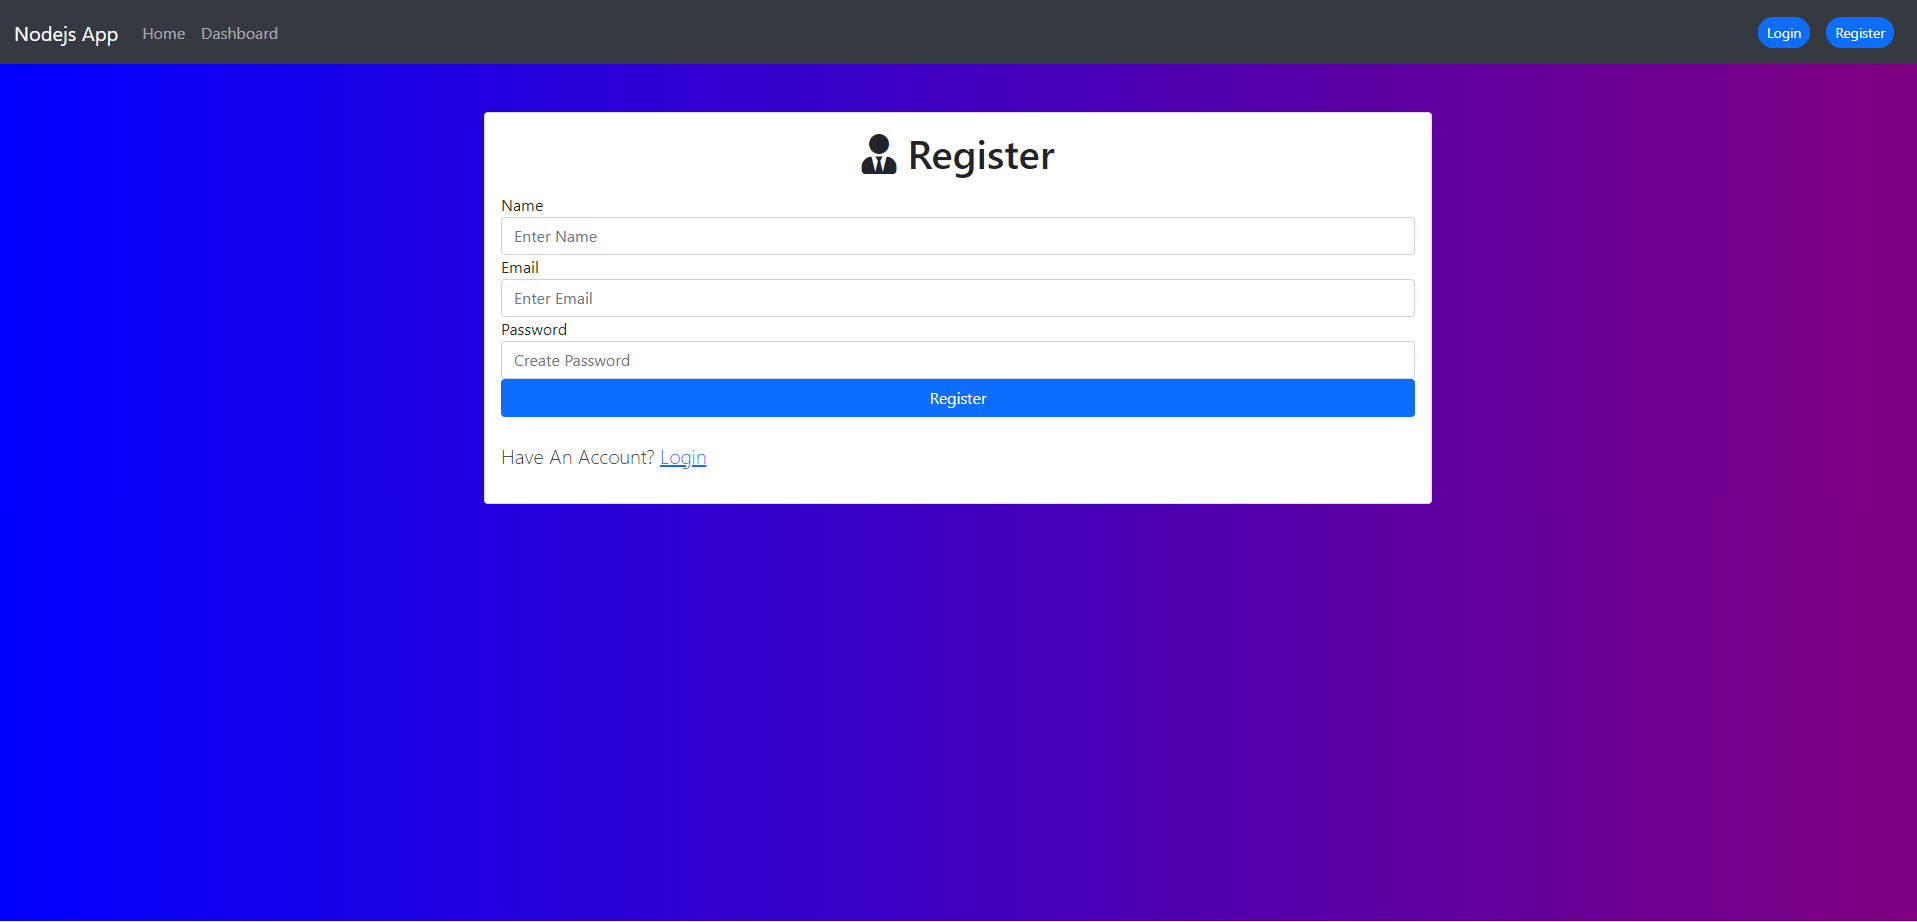 Nodejs App Home Dashboard Login Register
Register
Name
Enter Name
Email
Enter Email
Password
Create Password
Register
Have An Account? Login